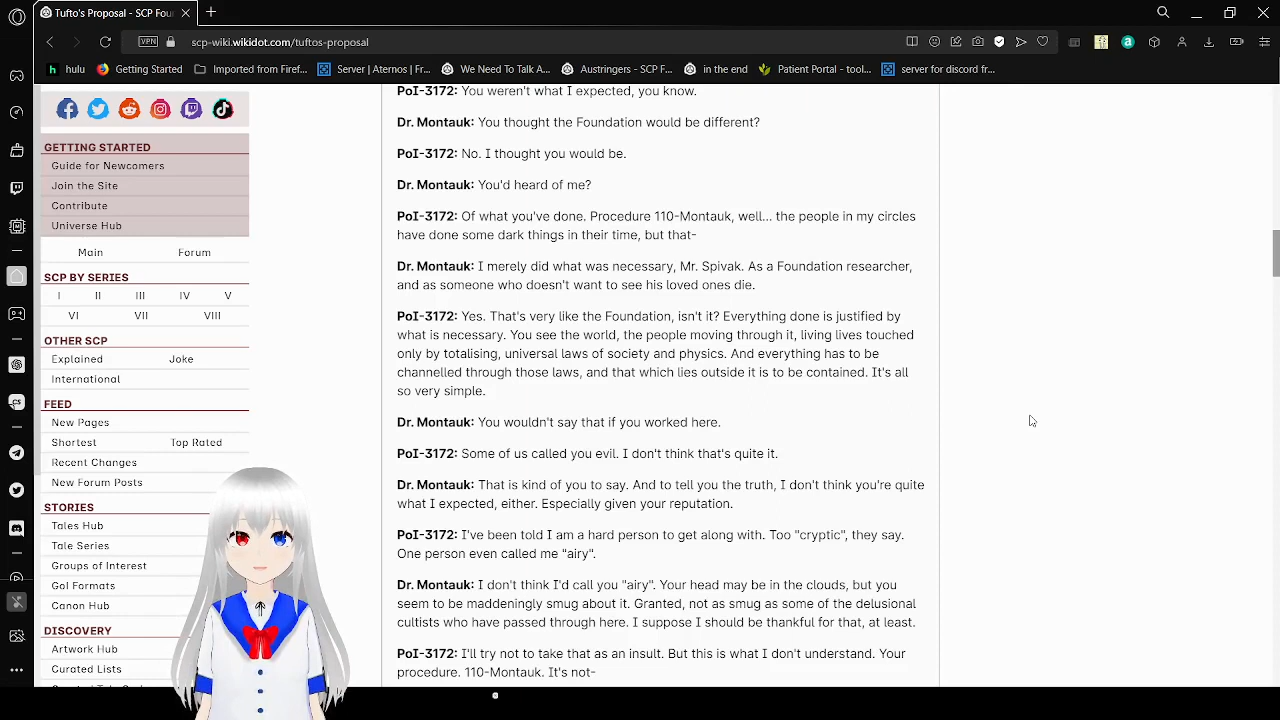 Tufto's Proposal - SCP Four
VPN
scp-wiki.wikidot.com/tuftos-proposal
hulu
Getting Started
Imported from Firef...
Server | Aternos | Fr...
We Need To Talk A...
Austringers - SCP F...
in the end
Patient Portal - tool...
server for discord fr...
GETTING STARTED
Guide for Newcomers
Join the Site
Contribute
Universe Hub
Main Forum
SCP BY SERIES
I II III IV V
VI VII VIII
OTHER SCP
Explained Joke
International
FEED
New Pages
Shortest Top Rated
Recent Changes
New Forum Posts
STORIES
Tales Hub
Tale Series
Groups of Interest
GoI Formats
Canon Hub
DISCOVERY
Artwork Hub
Curated Lists
PoI-3172: You weren't what I expected, you know.
Dr. Montauk: You thought the Foundation would be different?
PoI-3172: No. I thought you would be.
Dr. Montauk: You'd heard of me?
PoI-3172: Of what you've done. Procedure 110-Montauk, well... the people in my circles
have done some dark things in their time, but that-
Dr. Montauk: I merely did what was necessary, Mr. Spivak. As a Foundation researcher,
and as someone who doesn't want to see his loved ones die.
PoI-3172: Yes. That's very like the Foundation, isn't it? Everything done is justified by
what is necessary. You see the world, the people moving through it, living lives touched
only by totalising, universal laws of society and physics. And everything has to be
channelled through those laws, and that which lies outside it is to be contained. It's all
so very simple.
Dr. Montauk: You wouldn't say that if you worked here.
PoI-3172: Some of us called you evil. I don't think that's quite it.
Dr. Montauk: That is kind of you to say. And to tell you the truth, I don't think you're quite
what I expected, either. Especially given your reputation.
PoI-3172: I've been told I am a hard person to get along with. Too "cryptic", they say.
One person even called me "airy".
Dr. Montauk: I don't think I'd call you "airy". Your head may be in the clouds, but you
seem to be maddeningly smug about it. Granted, not as smug as some of the delusional
cultists who have passed through here. I suppose I should be thankful for that, at least.
PoI-3172: I'll try not to take that as an insult. But this is what I don't understand. Your
procedure. 110-Montauk. It's not-